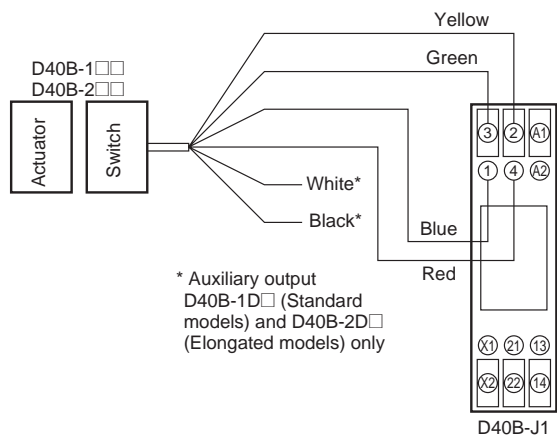 Yellow
Green
D40B-1□□
D40B-2□□
Actuator
Switch
3 2 A1
1 4 A2
White*
Black*
Blue
Red
* Auxiliary output
D40B-1D□ (Standard
models) and D40B-2D□
(Elongated models) only
X1 21 13
X2 22 14
D40B-J1